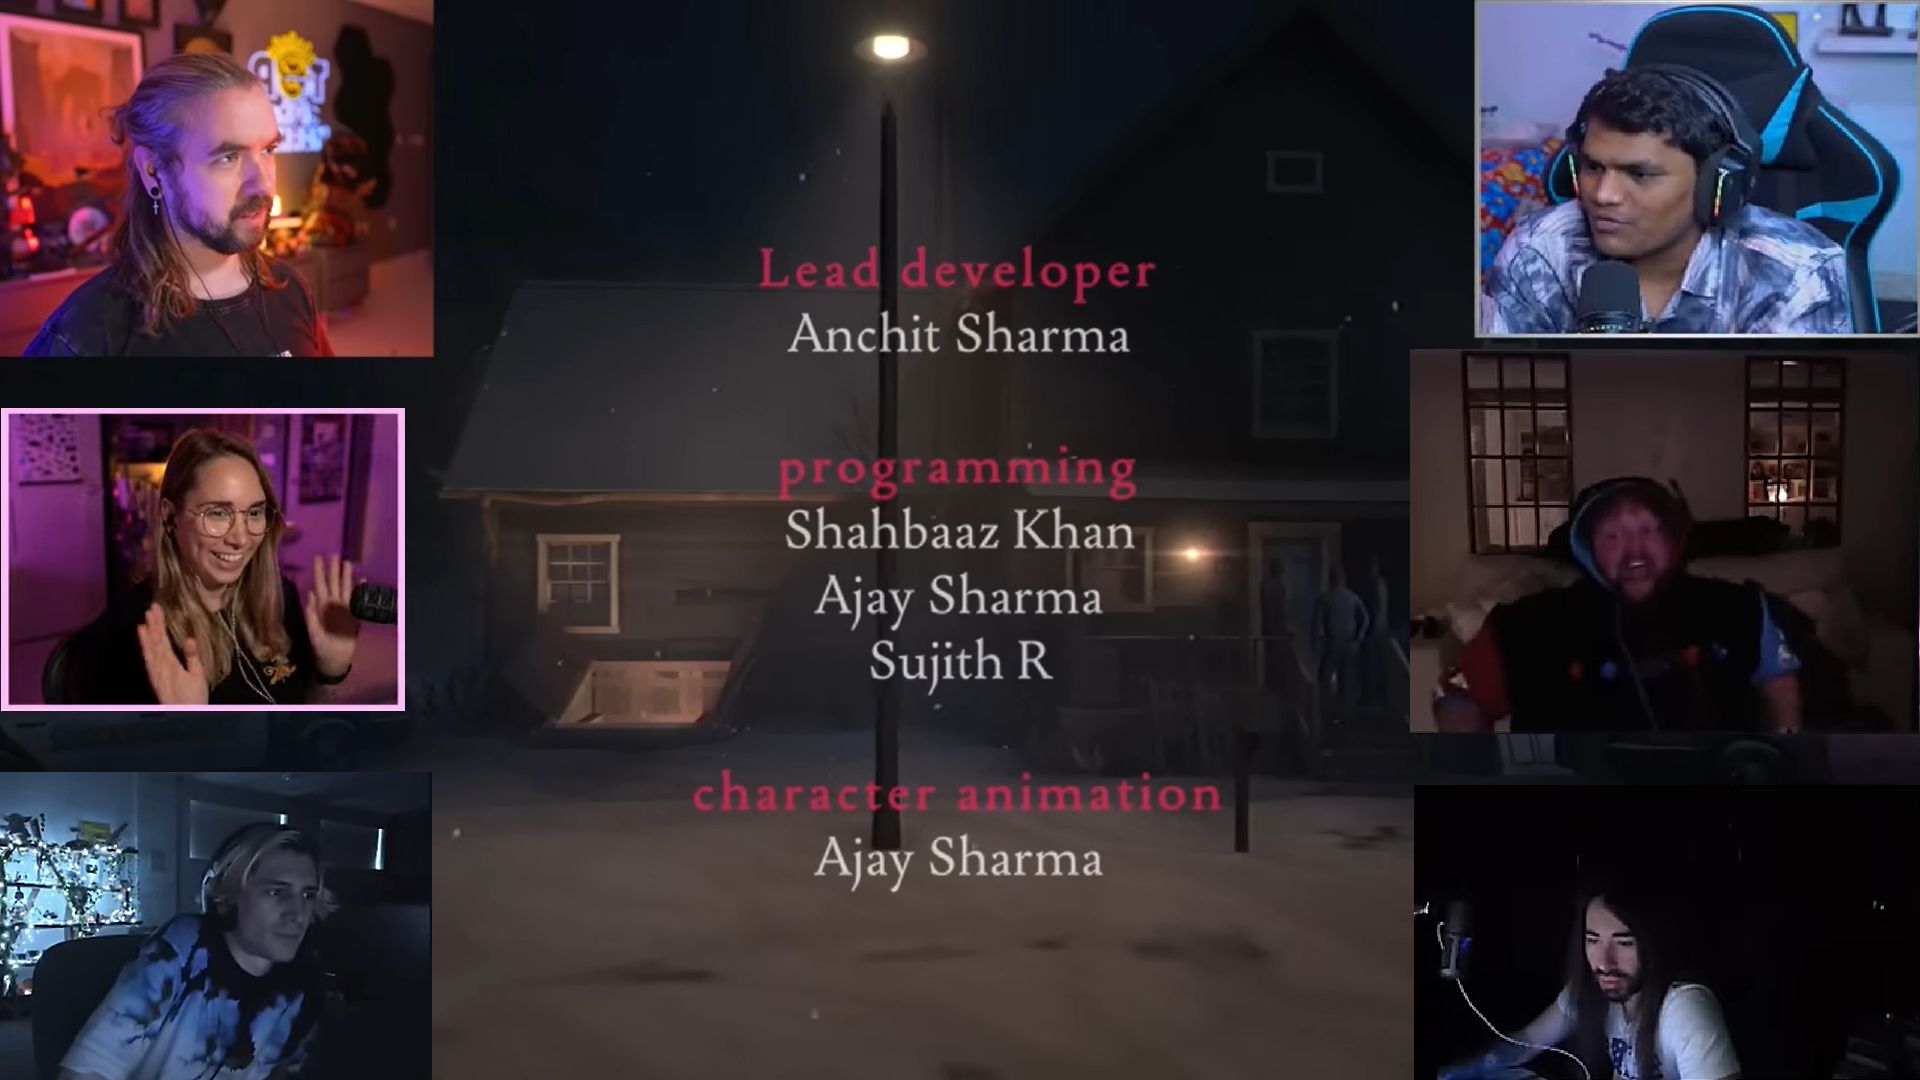 Lead developer
Anchit Sharma
programming
Shahbaaz Khan
Ajay Sharma
Sujith R
character animation
Ajay Sharma